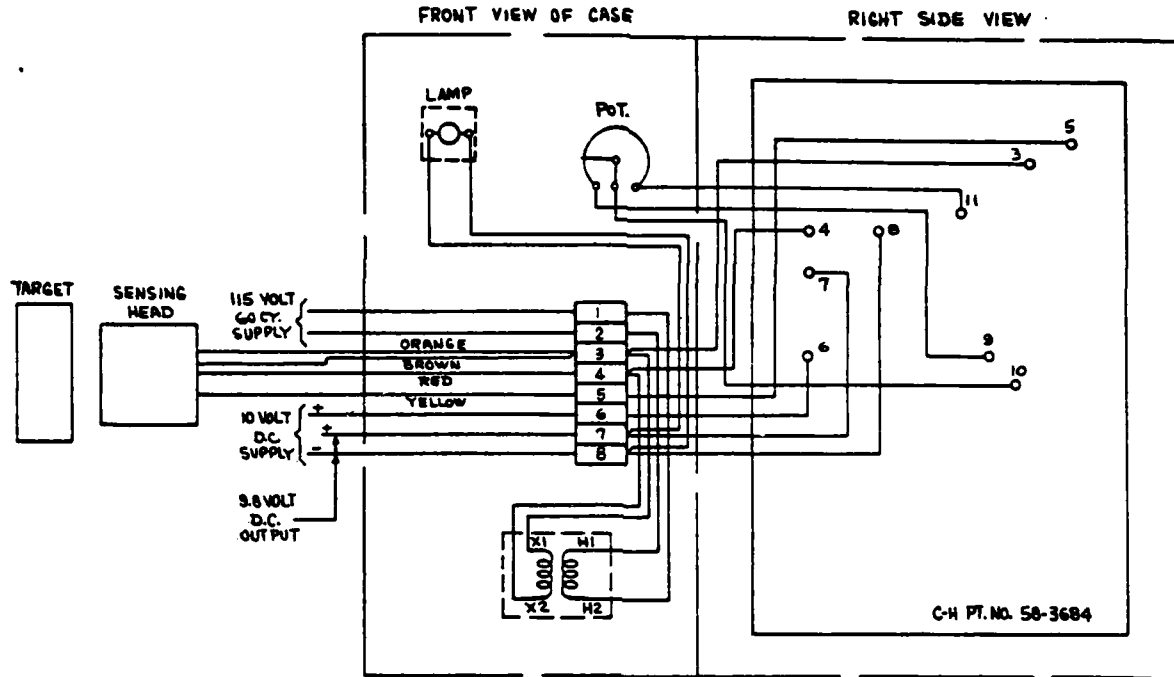 FRONT VIEW OF CASE
RIGHT SIDE VIEW
LAMP
POT.
5
3
11
4
8
7
6
9
10
TARGET
SENSING
HEAD
115 VOLT
60 CY.
SUPPLY
ORANGE
BROWN
RED
YELLOW
1
2
3
4
5
6
7
8
+
10 VOLT
+
D.C.
SUPPLY
-
9.8 VOLT
D.C.
OUTPUT
X1
H1
X2
H2
C-H PT. NO. 58-3684